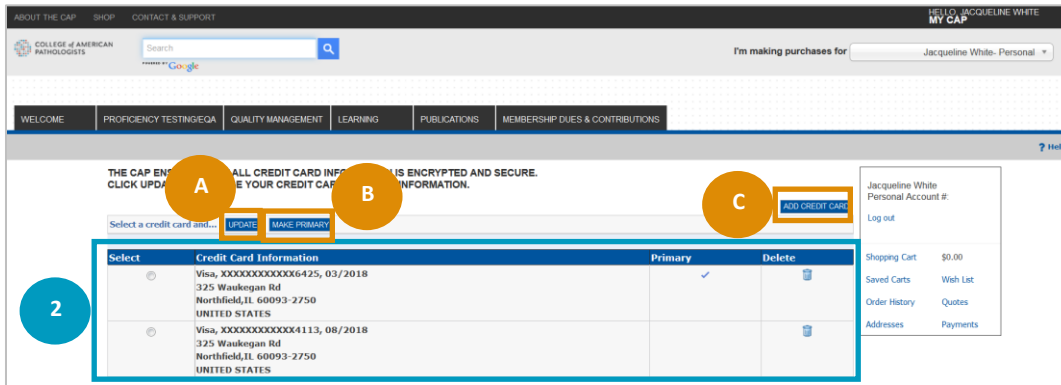 ABOUT THE CAP SHOP CONTACT & SUPPORT
HELLO, JACQUELINE WHITE
MY CAP
COLLEGE of AMERICAN
PATHOLOGISTS
Search
Google
I'm making purchases for
Jacqueline White- Personal
WELCOME PROFICIENCY TESTING/EQA QUALITY MANAGEMENT LEARNING PUBLICATIONS MEMBERSHIP DUES & CONTRIBUTIONS
? Hel
THE CAP ALL CREDIT CARD IS ENCRYPTED AND SECURE.
CLICK YOUR CREDIT
A
B
C
Select a credit card and... UPDATE MAKE PRIMARY
ADD CREDIT CARD
Jacqueline White
Personal Account #:
Log out
Shopping Cart $0.00
Saved Carts Wish List
Order History Quotes
Addresses Payments
2
Select Credit Card Information Primary Delete
Visa, XXXXXXXXXXXX6425, 03/2018
325 Waukegan Rd
Northfield,IL 60093-2750
UNITED STATES
Visa, XXXXXXXXXXXX4113, 08/2018
325 Waukegan Rd
Northfield,IL 60093-2750
UNITED STATES